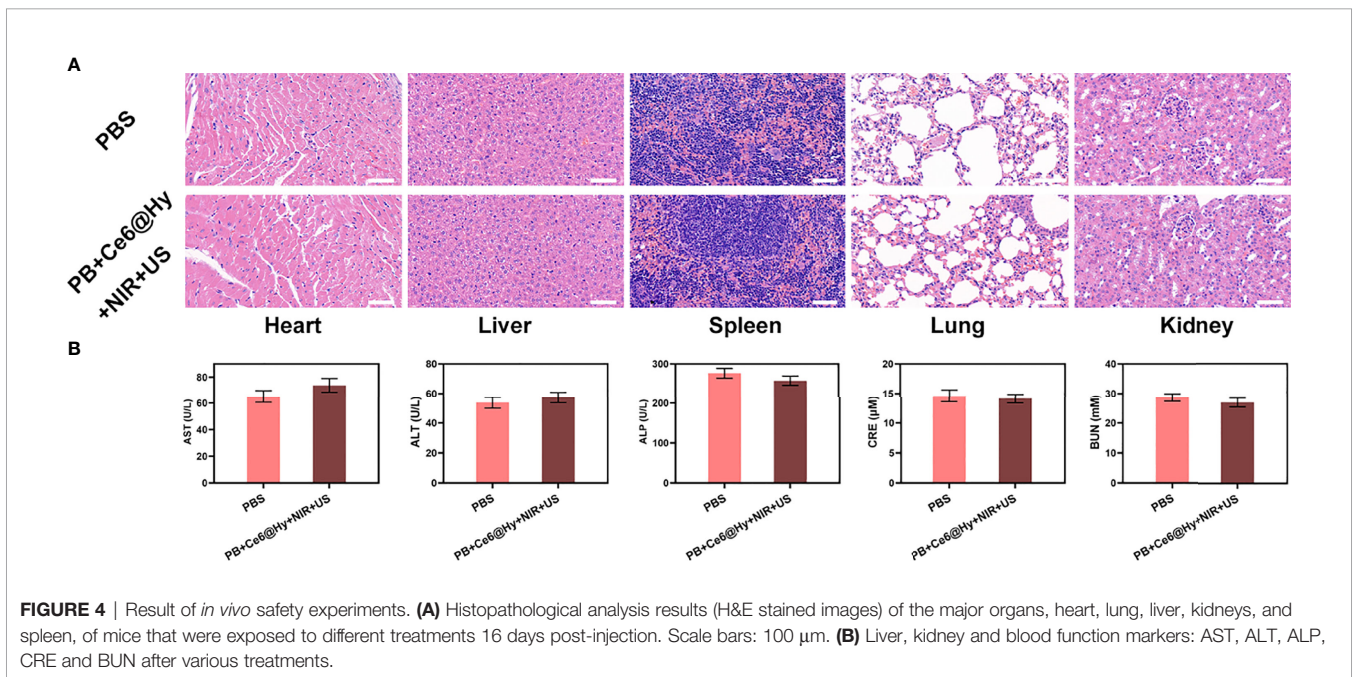 A
PBS
PB+Ce6@Hy
+NIR+US
Heart
Liver
Spleen
Lung
Kidney
B
80
60
40
20
0
AST (U/L)
PBS
PB+Ce6@Hy+NIR+US
80
60
40
20
0
ALT (U/L)
PBS
PB+Ce6@Hy+NIR+US
300
200
100
0
ALP (U/L)
PBS
PB+Ce6@Hy+NIR+US
20
15
10
5
0
CRE (μM)
PBS
PB+Ce6@Hy+NIR+US
40
30
20
10
0
BUN (mM)
PBS
PB+Ce6@Hy+NIR+US
FIGURE 4 | Result of in vivo safety experiments. (A) Histopathological analysis results (H&E stained images) of the major organs, heart, lung, liver, kidneys, and
spleen, of mice that were exposed to different treatments 16 days post-injection. Scale bars: 100 μm. (B) Liver, kidney and blood function markers: AST, ALT, ALP,
CRE and BUN after various treatments.